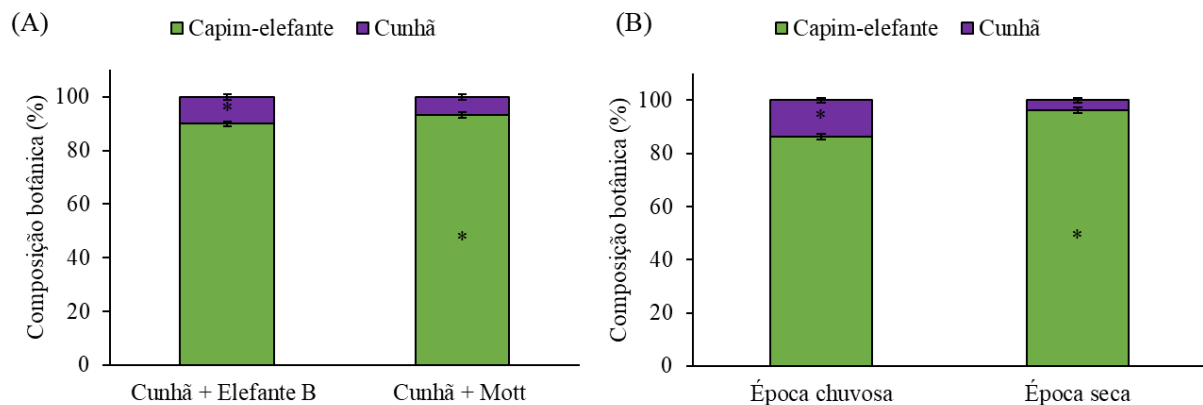 (A)
Capim-elefante Cunhã
Composição botânica (%)
100
80
60
40
20
0
*
*
Cunhã + Elefante B Cunhã + Mott
(B)
Capim-elefante Cunhã
Composição botânica (%)
100
80
60
40
20
0
*
*
Época chuvosa Época seca